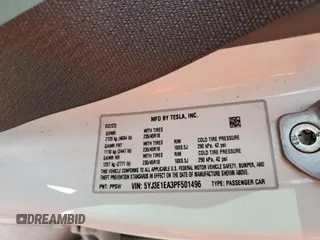 MFD BY TESLA, INC.
02/23
GVWR WITH TIRES
2125 kg (4684 lb) 235/45R18
GAWR FRT WITH TIRES RIM COLD TIRE PRESSURE
1110 kg (2447 lb) 235/45R18 18X8.5J 290 kPa, 42 psi
GAWR RR WITH TIRES RIM COLD TIRE PRESSURE
1257 kg (2771 lb) 235/45R18 18X8.5J 290 kPa, 42 psi
THIS VEHICLE CONFORMS TO ALL APPLICABLE U.S. FEDERAL MOTOR VEHICLE SAFETY, BUMPER, AND
THEFT PREVENTION STANDARDS IN EFFECT ON THE DATE OF MANUFACTURE SHOWN ABOVE.
PNT: PPSW VIN: 5YJ3E1EA3PF501496 TYPE: PASSENGER CAR
DREAMBID